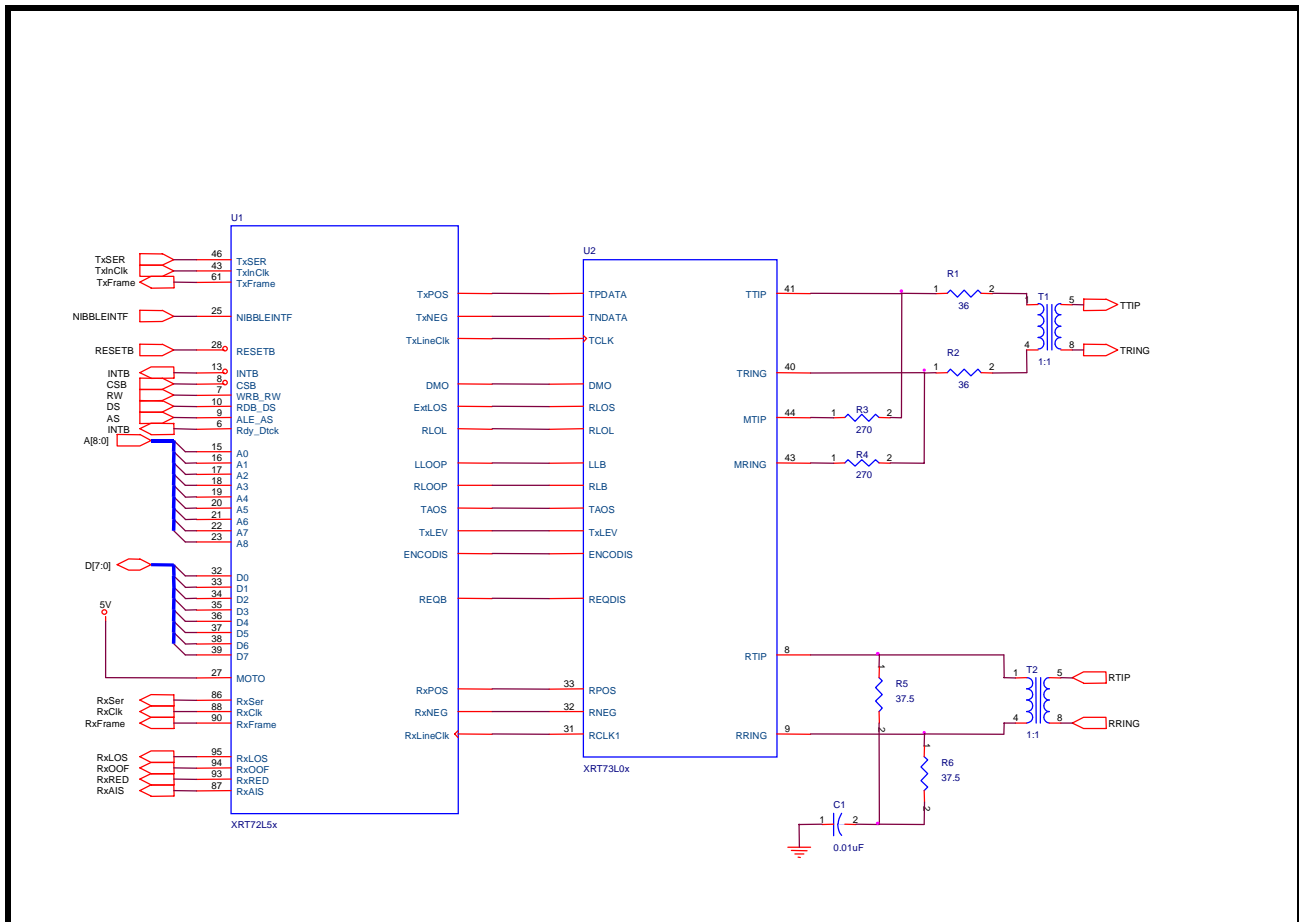 U1
TxSER 46 TxSER
TxInClk 43 TxInClk
TxFrame 61 TxFrame
NIBBLEINTF 25 NIBBLEINTF
RESETB 28 RESETB
INTB 13 INTB
CSB 8 CSB
RW 7 WRB_RW
DS 10 RDB_DS
AS 9 ALE_AS
INTB 6 Rdy_Dtck
A[8:0]
15 A0
16 A1
17 A2
18 A3
19 A4
20 A5
21 A6
22 A7
23 A8
D[7:0]
32 D0
33 D1
34 D2
35 D3
36 D4
37 D5
38 D6
39 D7
5V
27 MOTO
RxSer 86 RxSer
RxClk 88 RxClk
RxFrame 90 RxFrame
RxLOS 95 RxLOS
RxOOF 94 RxOOF
RxRED 93 RxRED
RxAIS 87 RxAIS
XRT72L5x
TxPOS
TxNEG
TxLineClk
DMO
ExtLOS
RLOL
LLOOP
RLOOP
TAOS
TxLEV
ENCODIS
REQB
RxPOS
RxNEG
RxLineClk
U2
TPDATA
TNDATA
TCLK
DMO
RLOS
RLOL
LLB
RLB
TAOS
TxLEV
ENCODIS
REQDIS
33 RPOS
32 RNEG
31 RCLK1
XRT73L0x
TTIP 41
TRING 40
MTIP 44
MRING 43
RTIP 8
RRING 9
R1
1 2
36
R2
1 2
36
R3
1 2
270
R4
1 2
270
T1
1 5
4 8
1:1
TTIP
TRING
R5
1
37.5
2
R6
1
37.5
2
T2
1 5
4 8
1:1
RTIP
RRING
C1
1 2
0.01uF